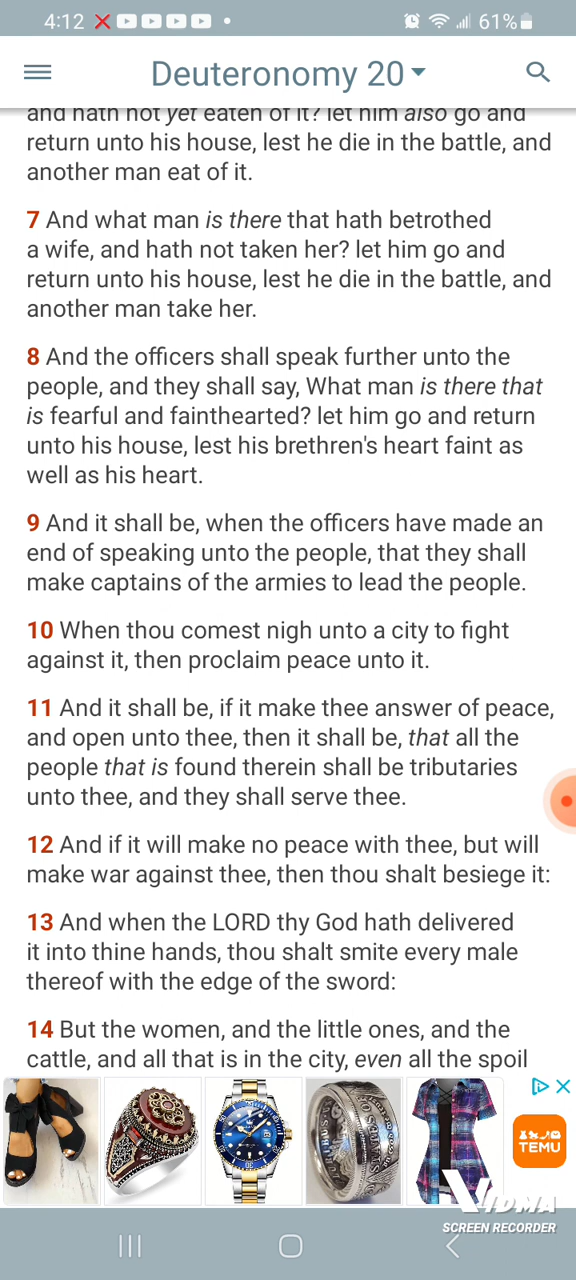 4:12
61%
Deuteronomy 20
and hath not yet eaten of it? let him also go and
return unto his house, lest he die in the battle, and
another man eat of it.
7 And what man is there that hath betrothed
a wife, and hath not taken her? let him go and
return unto his house, lest he die in the battle, and
another man take her.
8 And the officers shall speak further unto the
people, and they shall say, What man is there that
is fearful and fainthearted? let him go and return
unto his house, lest his brethren's heart faint as
well as his heart.
9 And it shall be, when the officers have made an
end of speaking unto the people, that they shall
make captains of the armies to lead the people.
10 When thou comest nigh unto a city to fight
against it, then proclaim peace unto it.
11 And it shall be, if it make thee answer of peace,
and open unto thee, then it shall be, that all the
people that is found therein shall be tributaries
unto thee, and they shall serve thee.
12 And if it will make no peace with thee, but will
make war against thee, then thou shalt besiege it:
13 And when the LORD thy God hath delivered
it into thine hands, thou shalt smite every male
thereof with the edge of the sword:
14 But the women, and the little ones, and the
cattle, and all that is in the city, even all the spoil
TEMU
VIDMA
SCREEN RECORDER